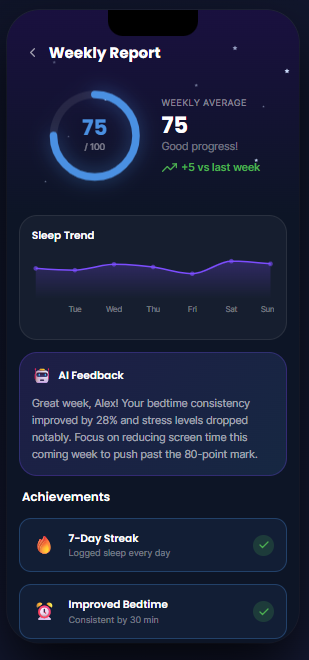 Weekly Report
75
/ 100
WEEKLY AVERAGE
75
Good progress!
+5 vs last week
Sleep Trend
Tue Wed Thu Fri Sat Sun
AI Feedback
Great week, Alex! Your bedtime consistency
improved by 28% and stress levels dropped
notably. Focus on reducing screen time this
coming week to push past the 80-point mark.
Achievements
7-Day Streak
Logged sleep every day
Improved Bedtime
Consistent by 30 min